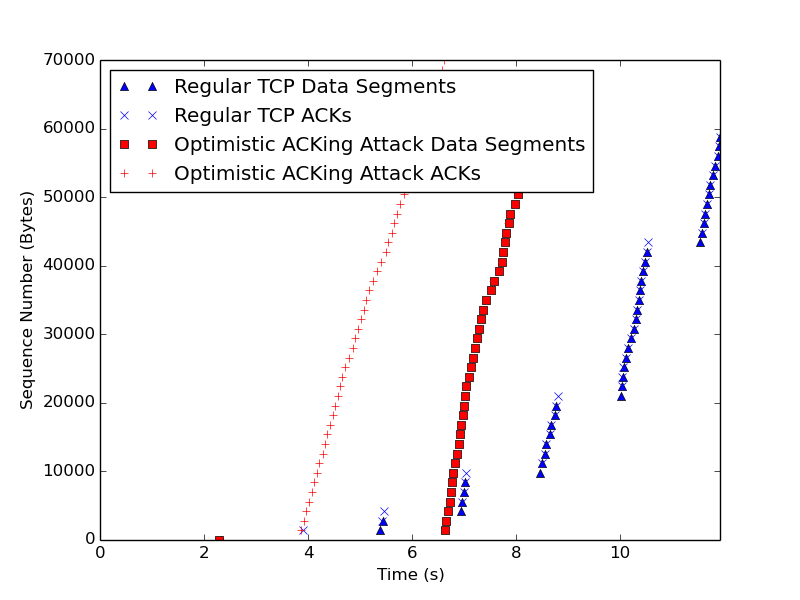 70000
60000
50000
40000
30000
20000
10000
0
Sequence Number (Bytes)
Regular TCP Data Segments
Regular TCP ACKs
Optimistic ACKing Attack Data Segments
Optimistic ACKing Attack ACKs
0 2 4 6 8 10
Time (s)